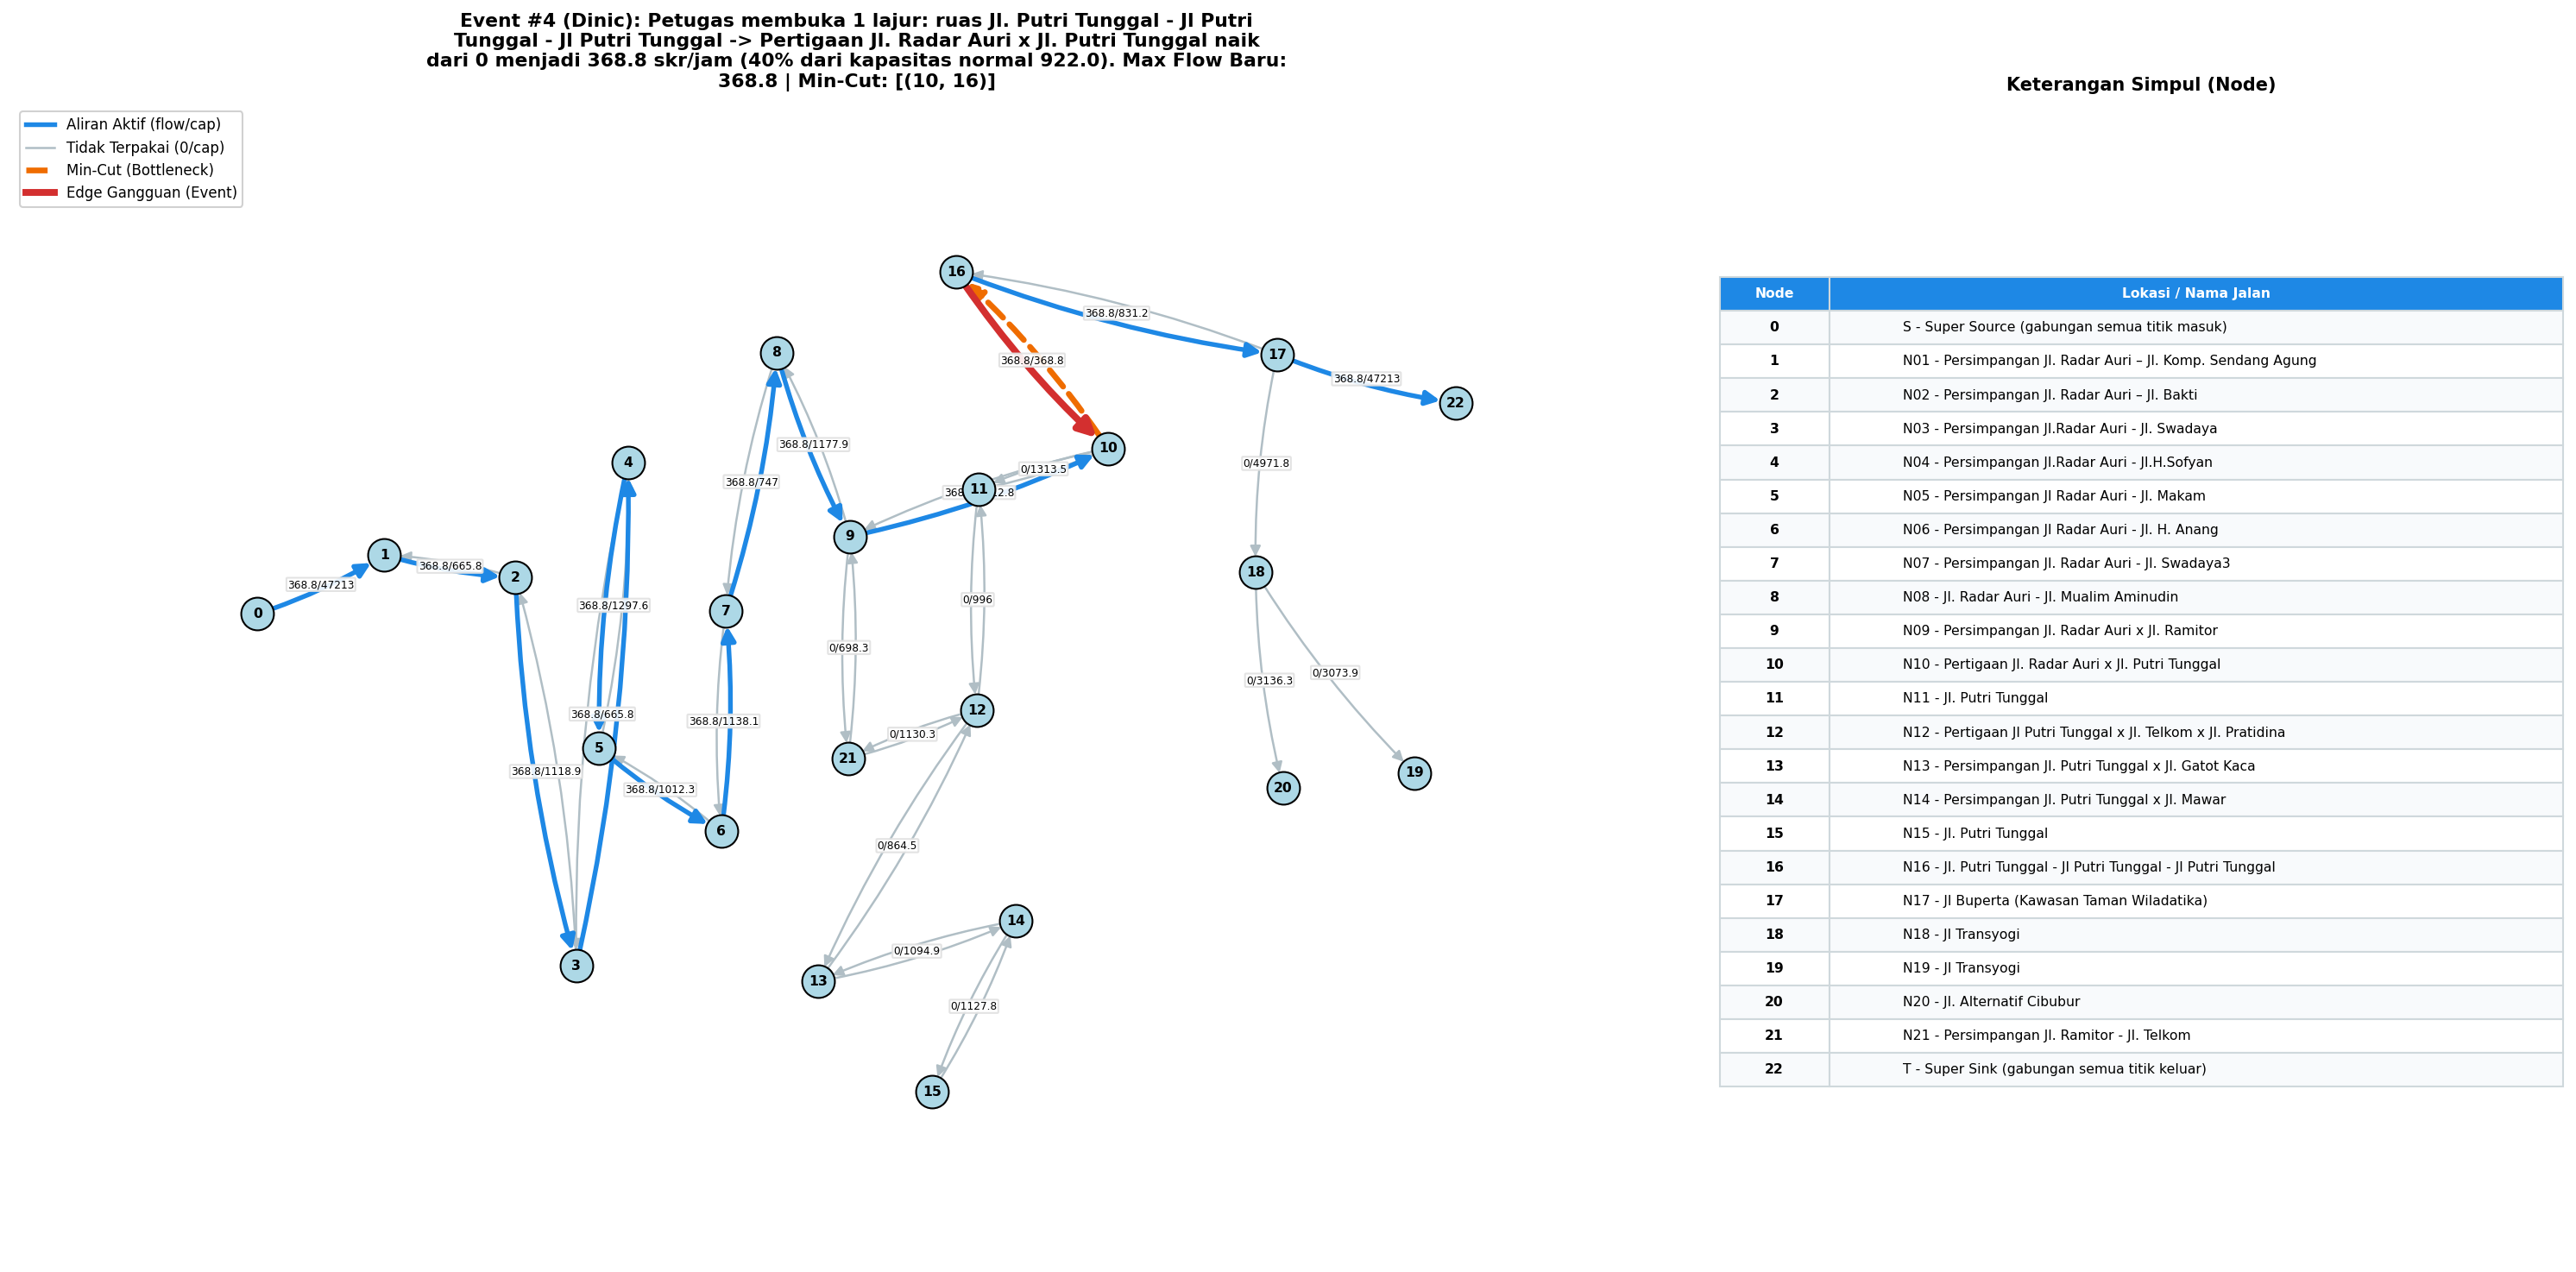 Event #4 (Dinic): Petugas membuka 1 lajur: ruas Jl. Putri Tunggal - Jl Putri
Tunggal - Jl Putri Tunggal -> Pertigaan Jl. Radar Auri x Jl. Putri Tunggal naik
dari 0 menjadi 368.8 skr/jam (40% dari kapasitas normal 922.0). Max Flow Baru:
368.8 | Min-Cut: [(10, 16)]
Aliran Aktif (flow/cap)
Tidak Terpakai (0/cap)
Min-Cut (Bottleneck)
Edge Gangguan (Event)
16
368.8/831.2
8
368.8/368.8
17
368.8/47213
22
368.8/1177.9
10
4
0/4971.8
0/1313.5
368.8/747
11
9
1
368.8/665.8
2
18
368.8/47213
0
368.8/1297.6
7
0/996
0/698.3
0/3136.3
0/3073.9
368.8/665.8
12
368.8/1138.1
0/1130.3
5
21
368.8/1118.9
19
368.8/1012.3
20
6
0/864.5
14
0/1094.9
3
13
0/1127.8
15
Keterangan Simpul (Node)
Node Lokasi / Nama Jalan
0 S - Super Source (gabungan semua titik masuk)
1 N01 - Persimpangan Jl. Radar Auri – Jl. Komp. Sendang Agung
2 N02 - Persimpangan Jl. Radar Auri – Jl. Bakti
3 N03 - Persimpangan Jl.Radar Auri - Jl. Swadaya
4 N04 - Persimpangan Jl.Radar Auri - Jl.H.Sofyan
5 N05 - Persimpangan Jl Radar Auri - Jl. Makam
6 N06 - Persimpangan Jl Radar Auri - Jl. H. Anang
7 N07 - Persimpangan Jl. Radar Auri - Jl. Swadaya3
8 N08 - Jl. Radar Auri - Jl. Mualim Aminudin
9 N09 - Persimpangan Jl. Radar Auri x Jl. Ramitor
10 N10 - Pertigaan Jl. Radar Auri x Jl. Putri Tunggal
11 N11 - Jl. Putri Tunggal
12 N12 - Pertigaan Jl Putri Tunggal x Jl. Telkom x Jl. Pratidina
13 N13 - Persimpangan Jl. Putri Tunggal x Jl. Gatot Kaca
14 N14 - Persimpangan Jl. Putri Tunggal x Jl. Mawar
15 N15 - Jl. Putri Tunggal
16 N16 - Jl. Putri Tunggal - Jl Putri Tunggal - Jl Putri Tunggal
17 N17 - Jl Buperta (Kawasan Taman Wiladatika)
18 N18 - Jl Transyogi
19 N19 - Jl Transyogi
20 N20 - Jl. Alternatif Cibubur
21 N21 - Persimpangan Jl. Ramitor - Jl. Telkom
22 T - Super Sink (gabungan semua titik keluar)